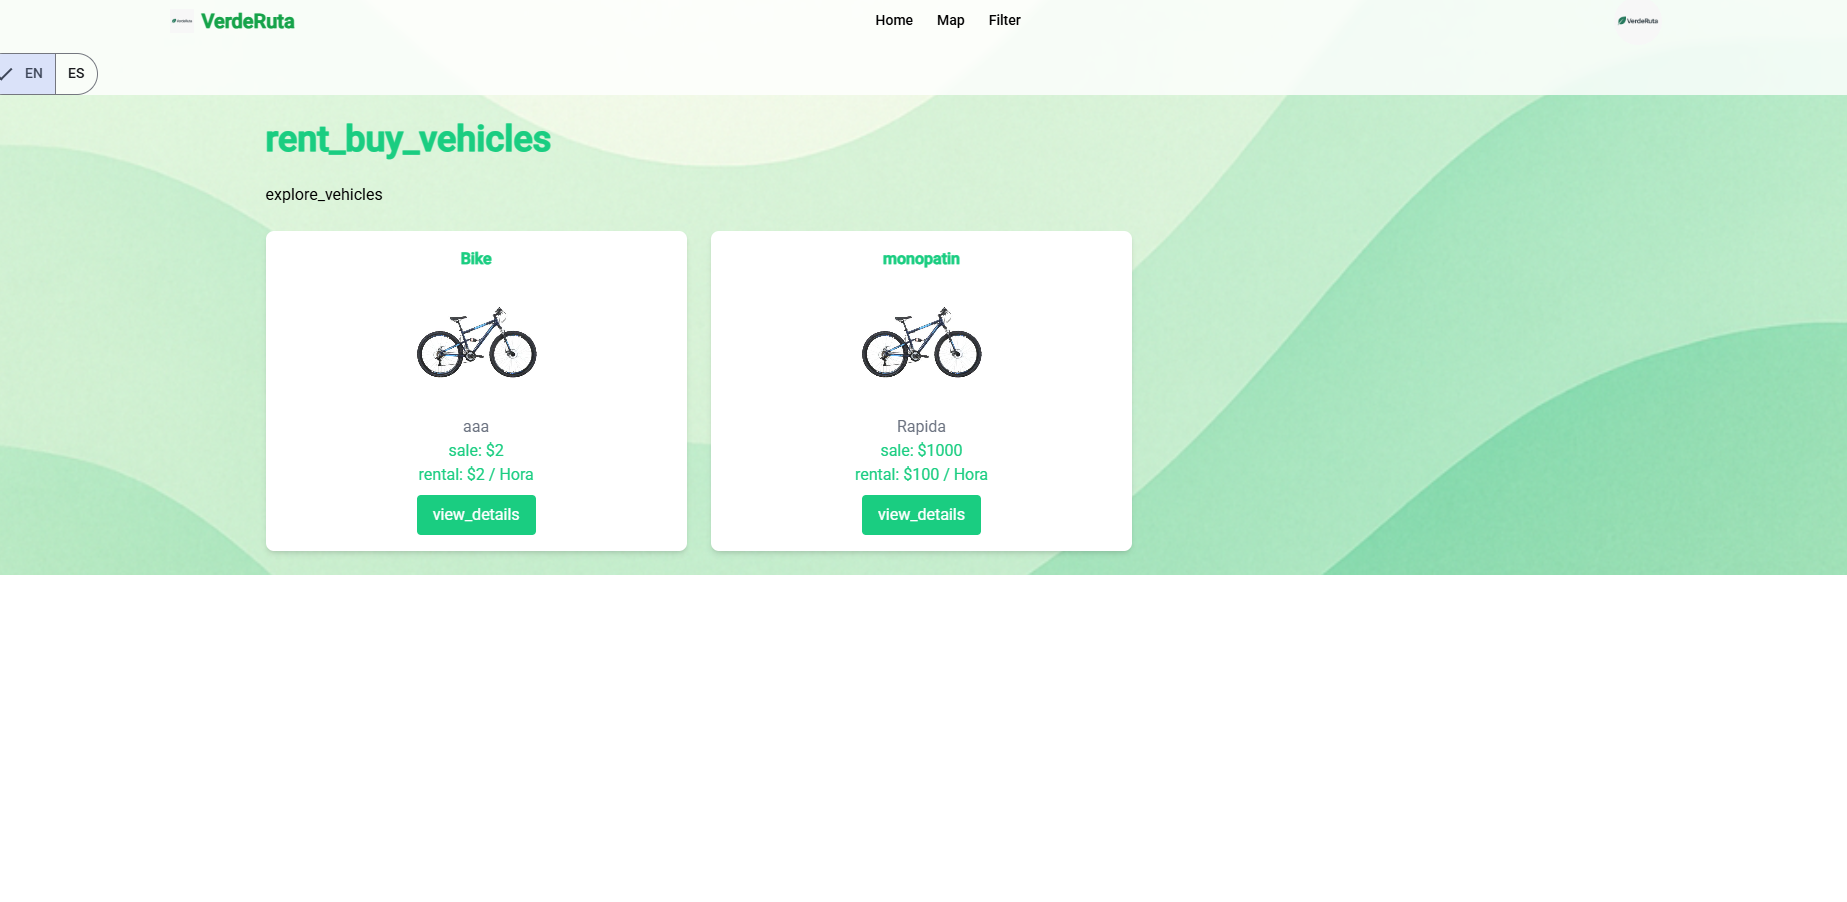 VerdeRuta VerdeRuta Home Map Filter VerdeRuta
EN ES
rent_buy_vehicles
explore_vehicles
Bike
aaa
sale: $2
rental: $2 / Hora
view_details
monopatin
Rapida
sale: $1000
rental: $100 / Hora
view_details